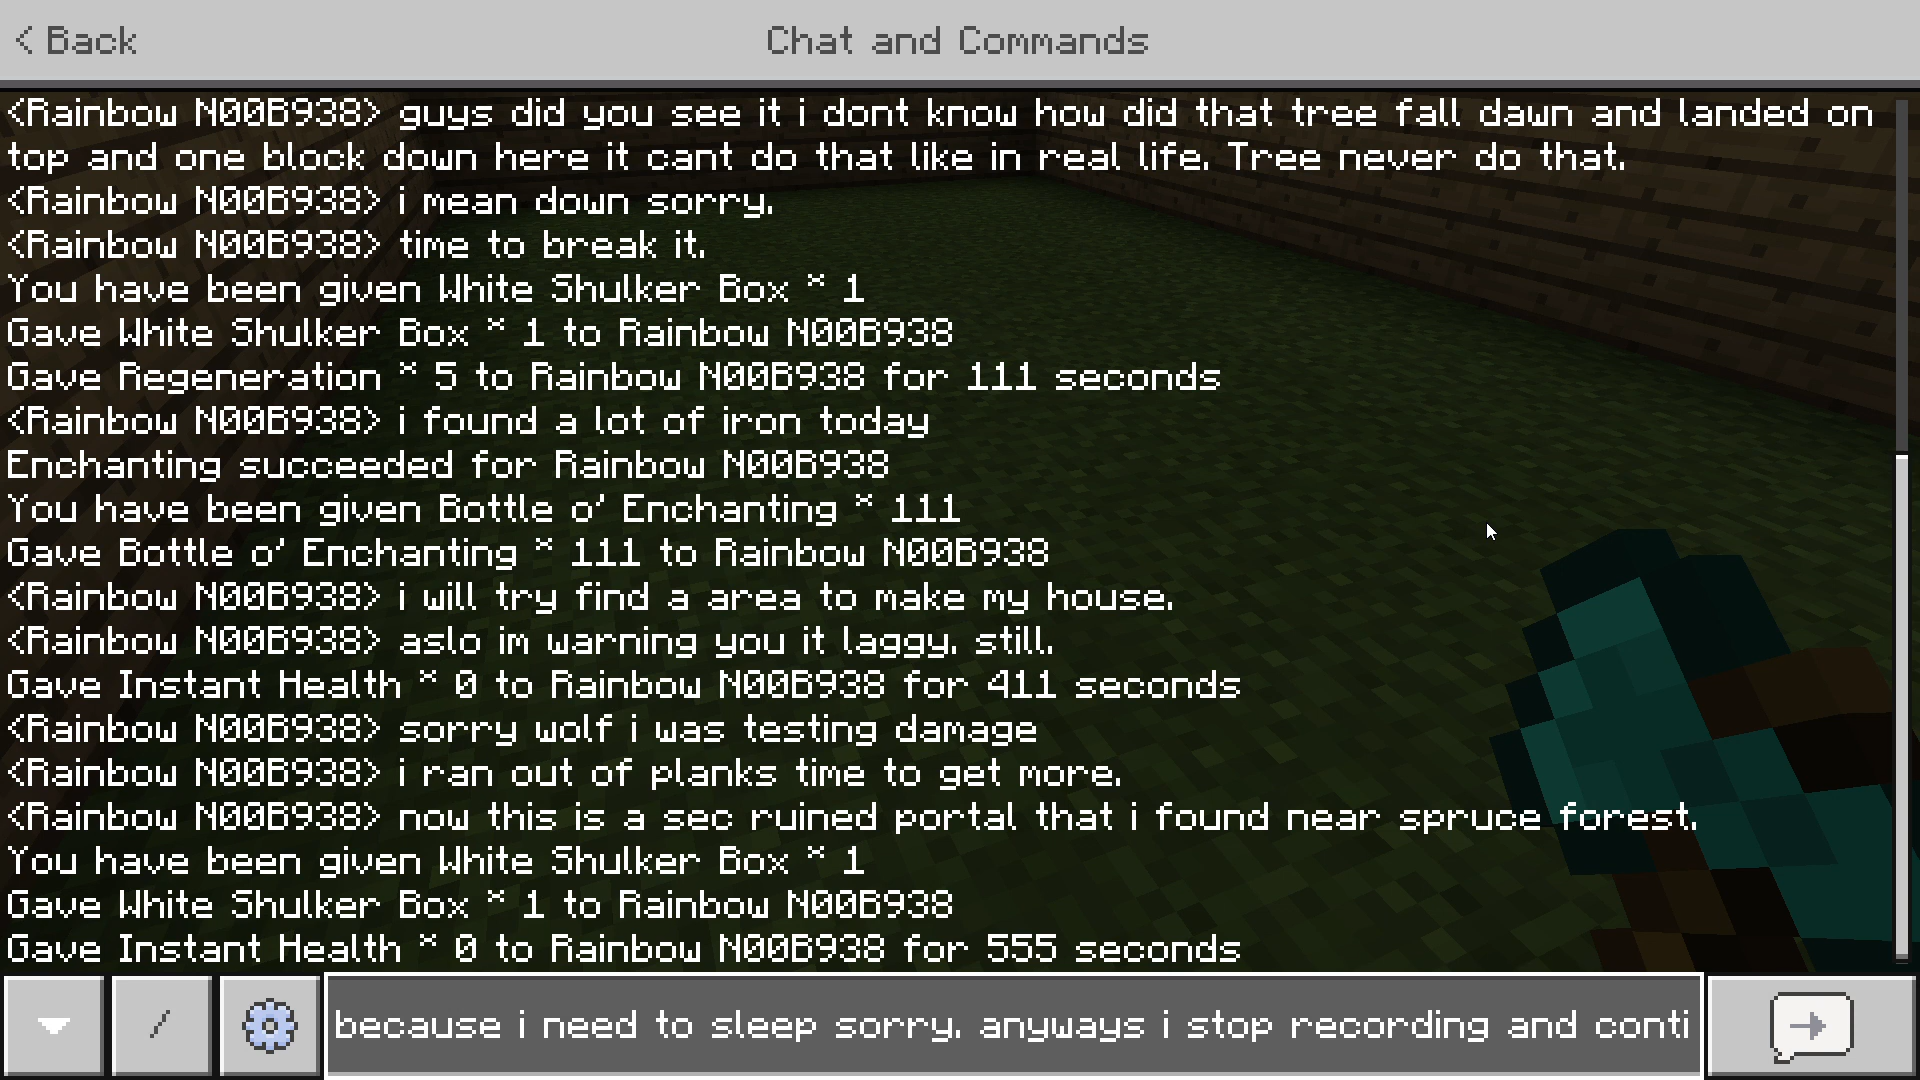 < Back
Chat and Commands
<Rainbow N00B938> guys did you see it i dont know how did that tree fall dawn and landed on
top and one block down here it cant do that like in real life. Tree never do that.
<Rainbow N00B938> i mean down sorry.
<Rainbow N00B938> time to break it.
You have been given White Shulker Box * 1
Gave White Shulker Box * 1 to Rainbow N00B938
Gave Regeneration * 5 to Rainbow N00B938 for 111 seconds
<Rainbow N00B938> i found a lot of iron today
Enchanting succeeded for Rainbow N00B938
You have been given Bottle o' Enchanting * 111
Gave Bottle o' Enchanting * 111 to Rainbow N00B938
<Rainbow N00B938> i will try find a area to make my house.
<Rainbow N00B938> aslo im warning you it laggy. still.
Gave Instant Health * 0 to Rainbow N00B938 for 411 seconds
<Rainbow N00B938> sorry wolf i was testing damage
<Rainbow N00B938> i ran out of planks time to get more.
<Rainbow N00B938> now this is a sec ruined portal that i found near spruce forest.
You have been given White Shulker Box * 1
Gave White Shulker Box * 1 to Rainbow N00B938
Gave Instant Health * 0 to Rainbow N00B938 for 555 seconds
/
because i need to sleep sorry. anyways i stop recording and conti